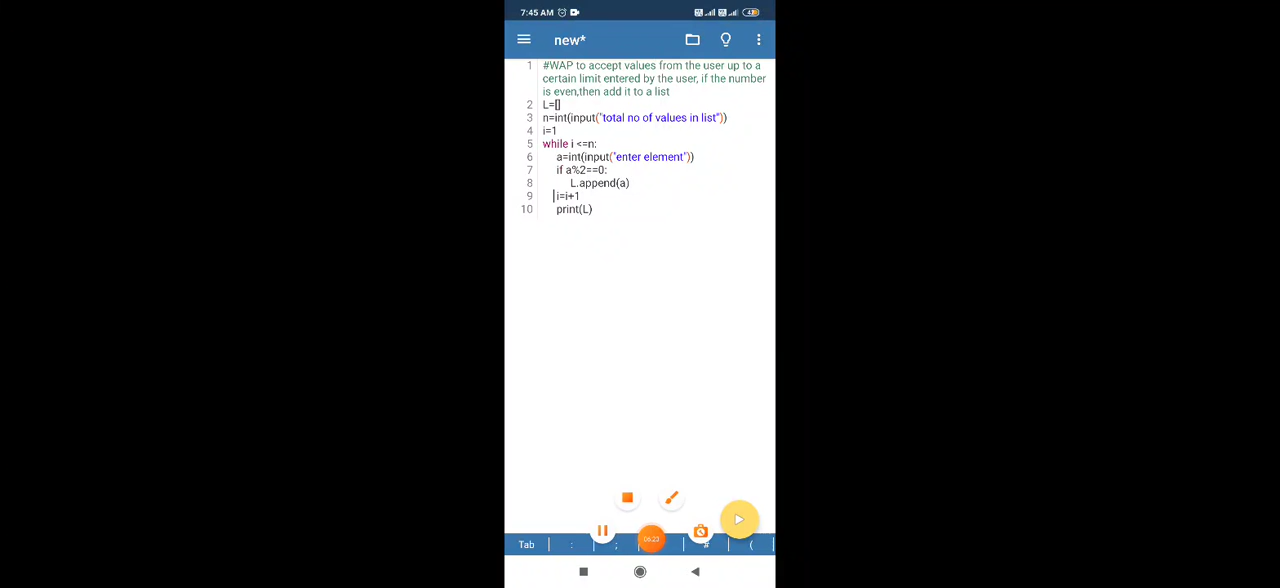 7:45 AM
new*
1 #WAP to accept values from the user up to a
certain limit entered by the user, if the number
is even,then add it to a list
2 L=[]
3 n=int(input("total no of values in list"))
4 i=1
5 while i <=n:
6 a=int(input("enter element"))
7 if a%2==0:
8 L.append(a)
9 i=i+1
10 print(L)
Tab : ; # (